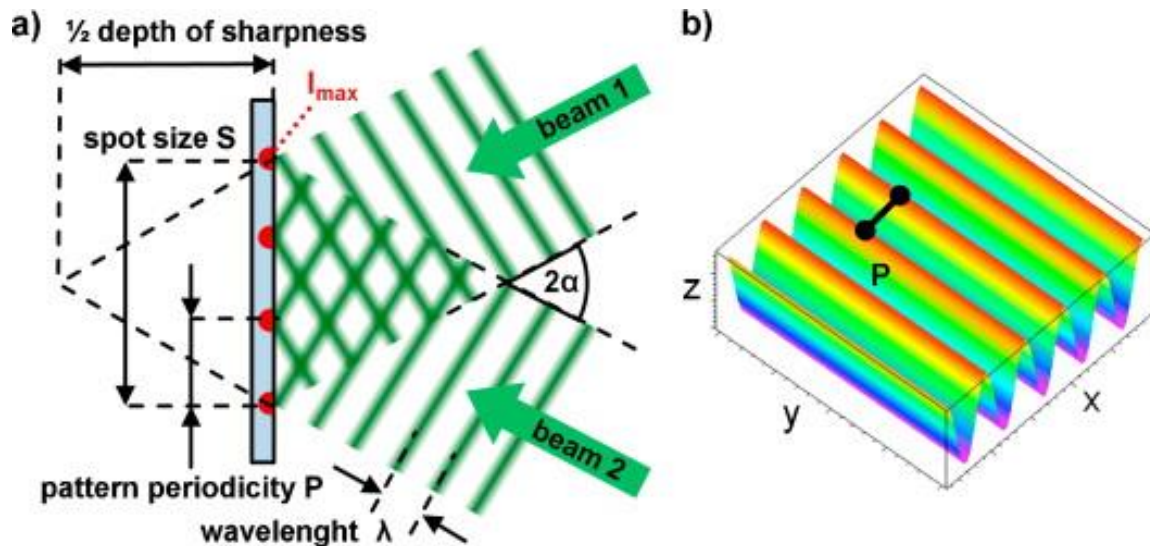 a)
½ depth of sharpness
Imax
spot size S
beam 1
2α
beam 2
pattern periodicity P
wavelenght λ
b)
P
z
y
x